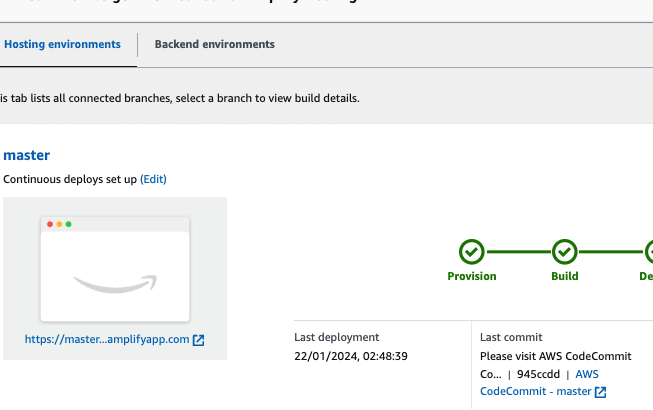 Hosting environments
Backend environments
is tab lists all connected branches, select a branch to view build details.
master
Continuous deploys set up (Edit)
https://master...amplifyapp.com
Provision
Build
De
Last deployment
22/01/2024, 02:48:39
Last commit
Please visit AWS CodeCommit
Co... | 945ccdd | AWS
CodeCommit - master